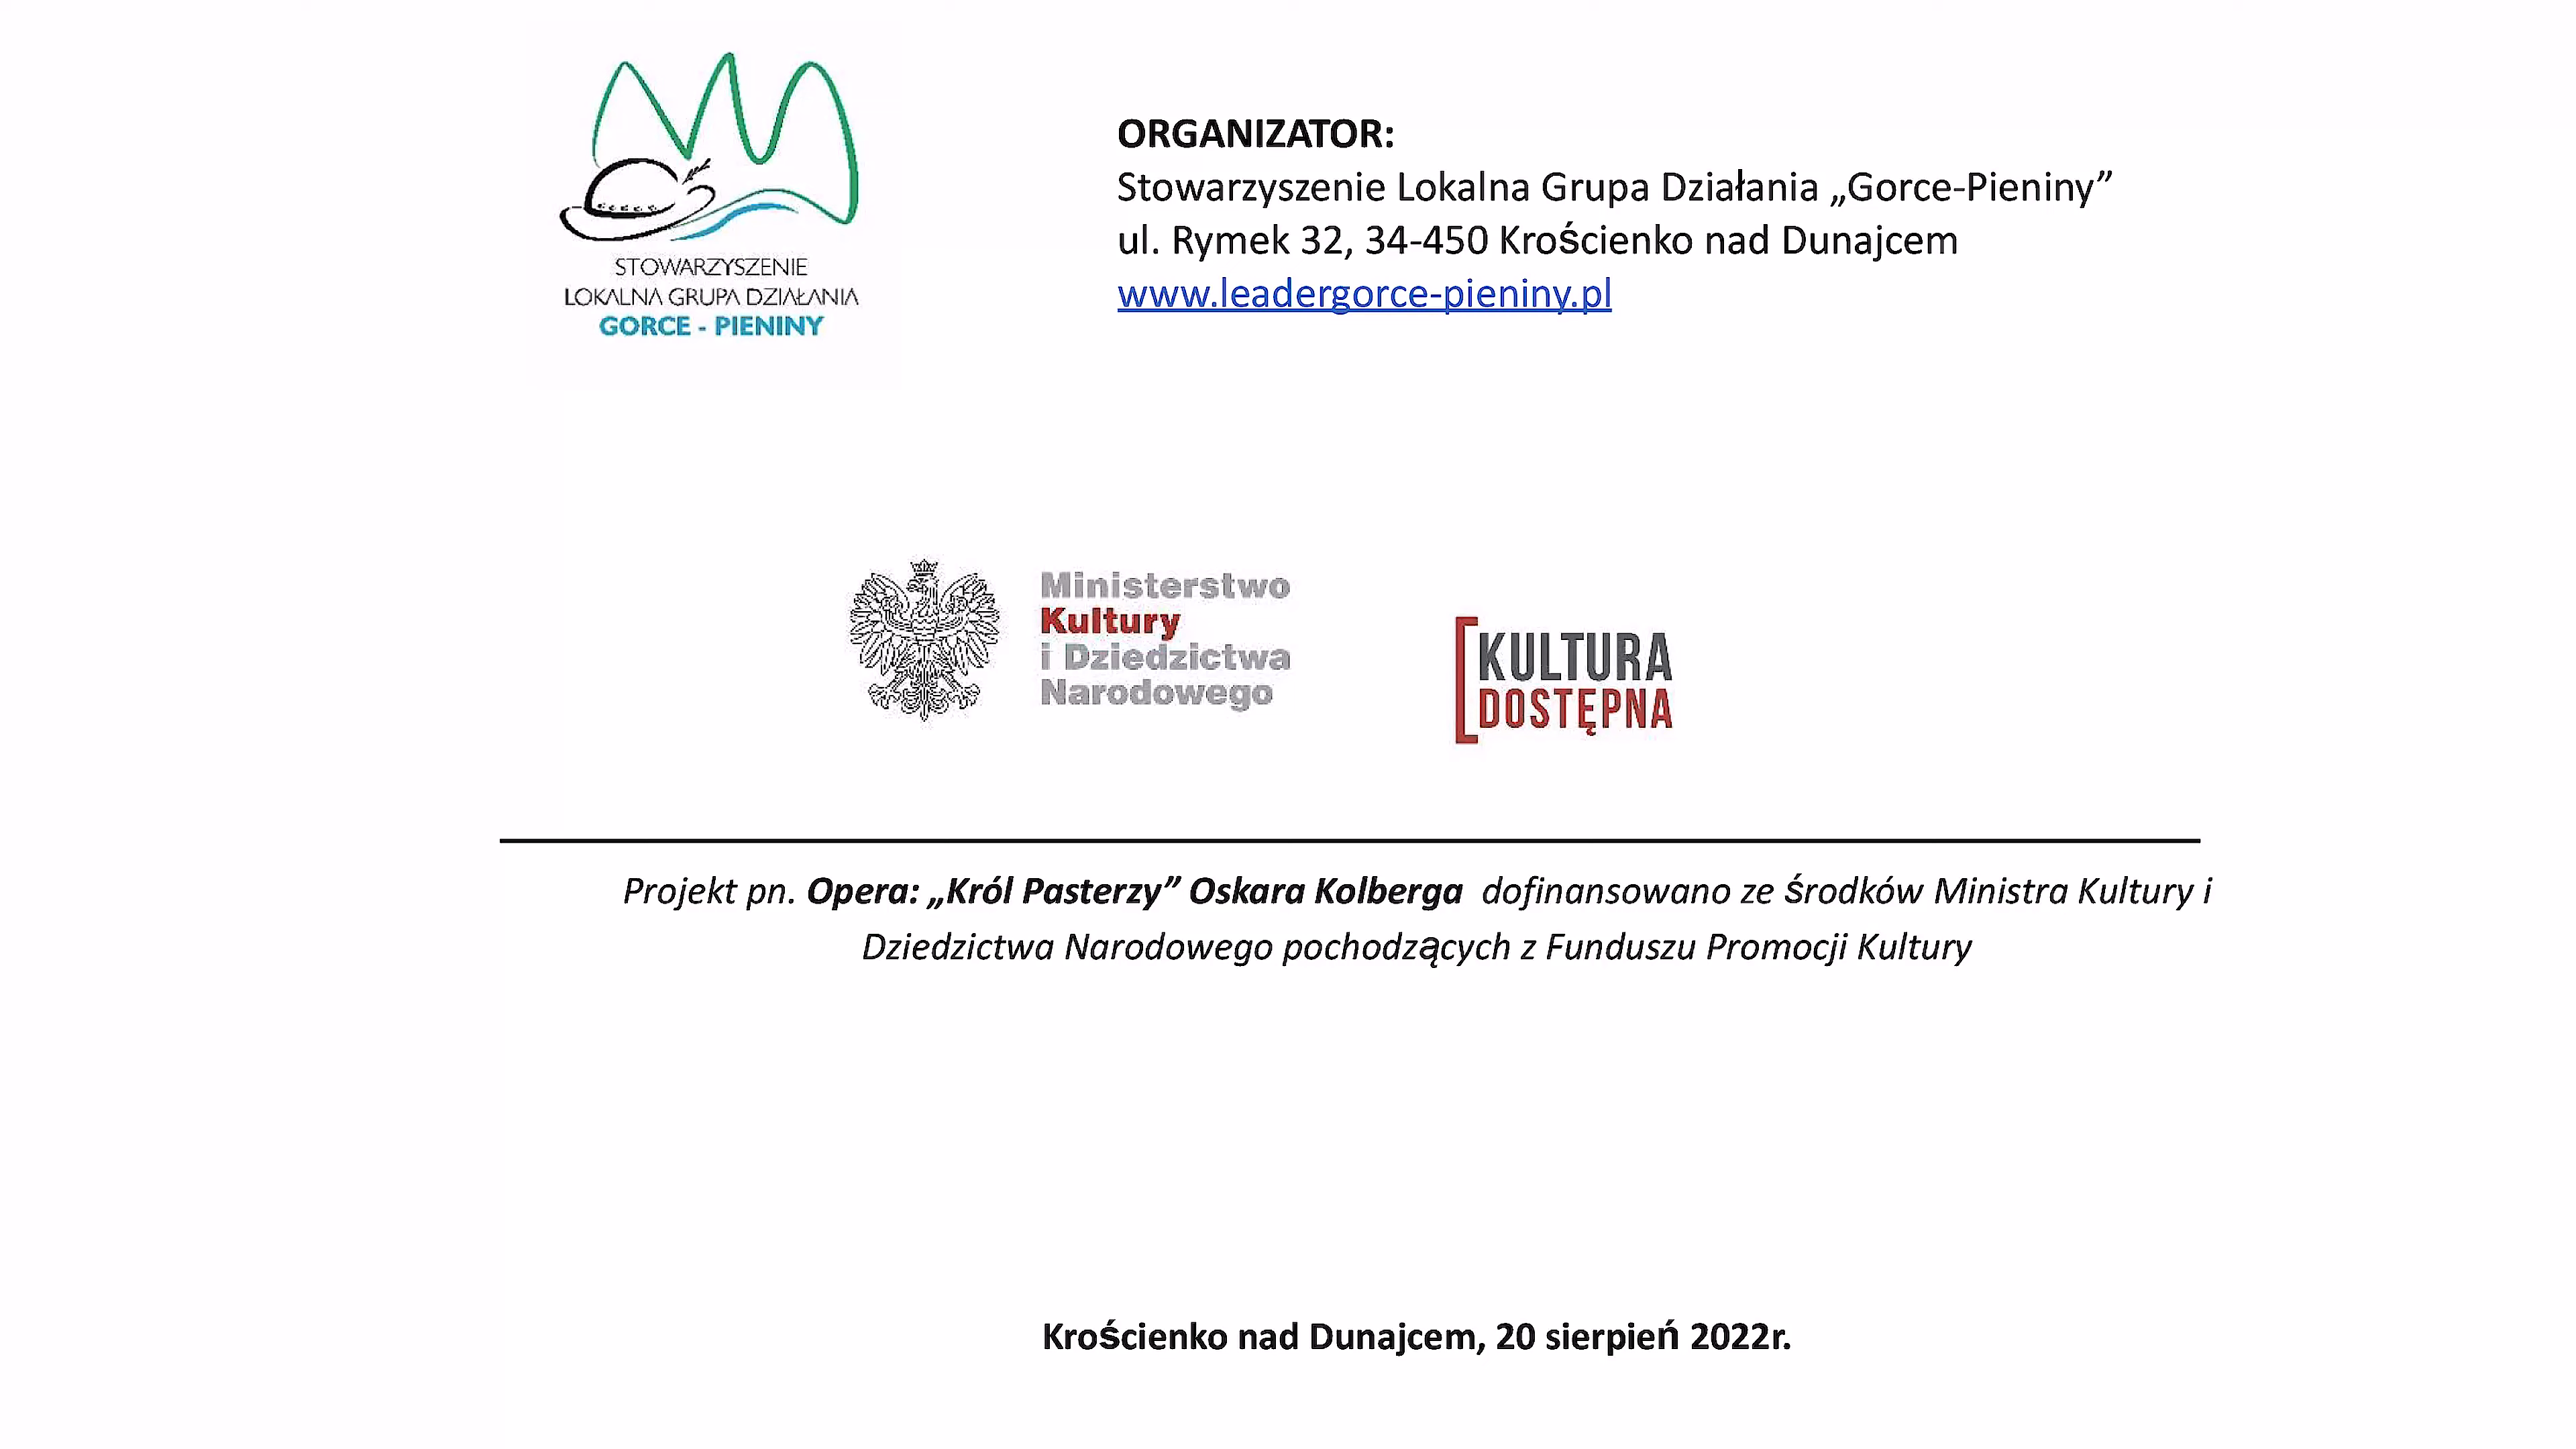 STOWARZYSZENIE
LOKALNA GRUPA DZIAŁANIA
GORCE - PIENINY
ORGANIZATOR:
Stowarzyszenie Lokalna Grupa Działania „Gorce-Pieniny”
ul. Rymek 32, 34-450 Krościenko nad Dunajcem
www.leadergorce-pieniny.pl
Ministerstwo
Kultury
i Dziedzictwa
Narodowego
KULTURA
DOSTĘPNA
Projekt pn. Opera: „Król Pasterzy” Oskara Kolberga dofinansowano ze środków Ministra Kultury i
Dziedzictwa Narodowego pochodzących z Funduszu Promocji Kultury
Krościenko nad Dunajcem, 20 sierpień 2022r.